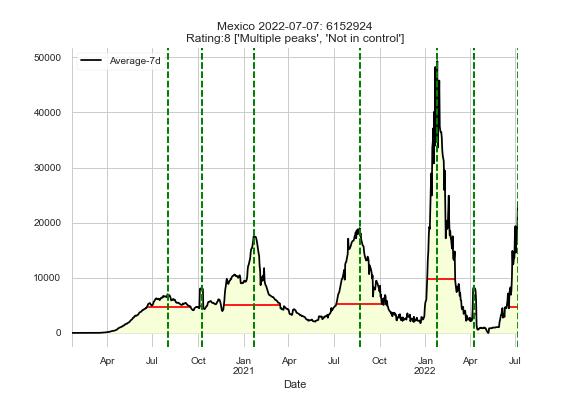 Mexico 2022-07-07: 6152924
Rating:8 ['Multiple peaks', 'Not in control']
Average-7d
50000
40000
30000
20000
10000
0
Apr Jul Oct Jan Apr Jul Oct Jan Apr Jul
2021 2022
Date